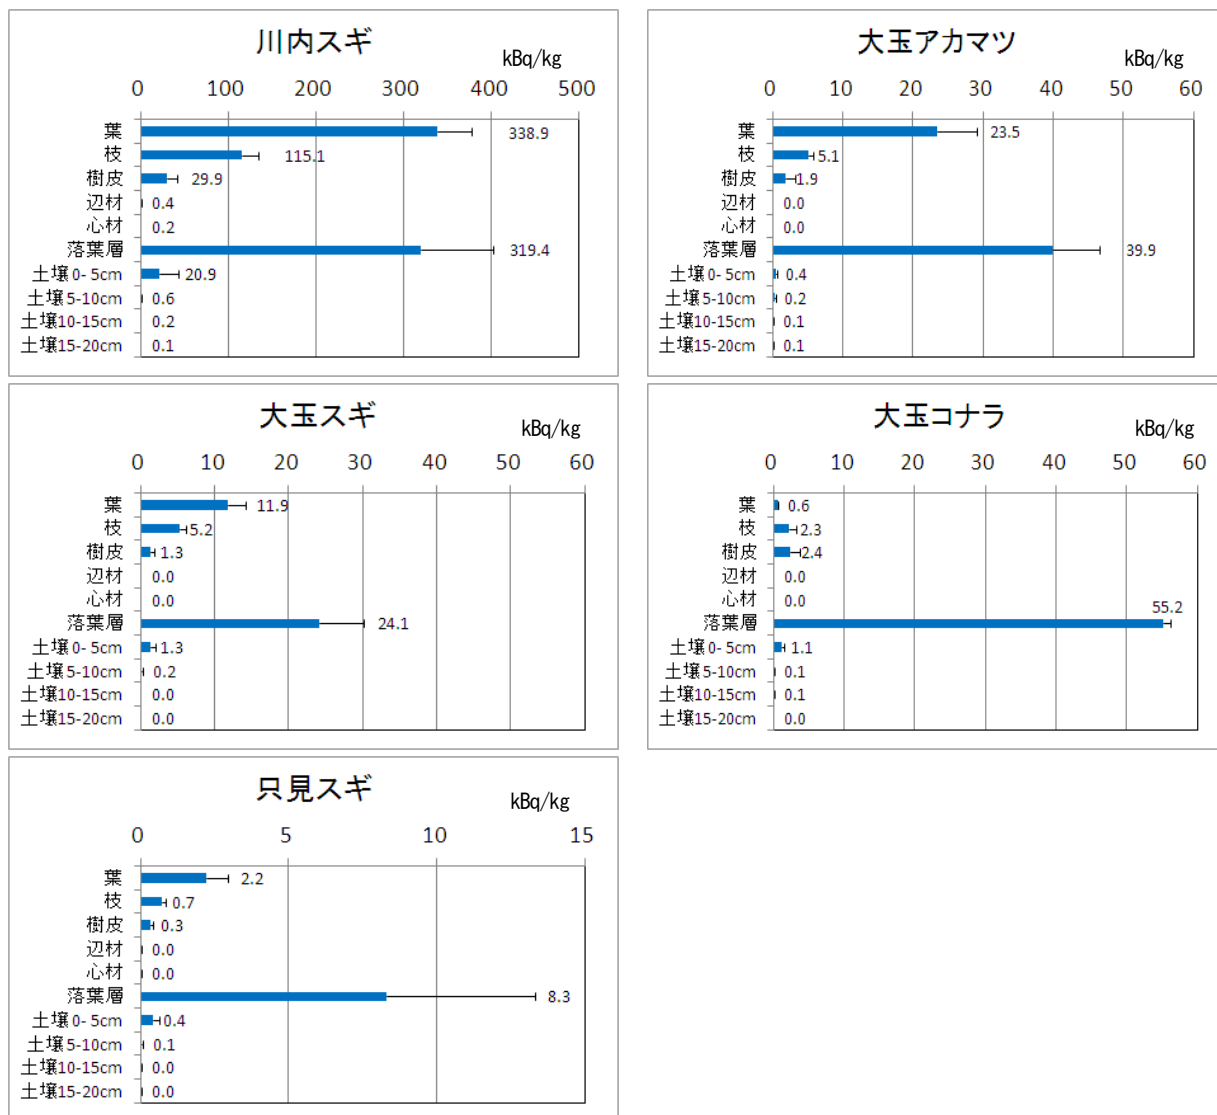 川内スギ
kBq/kg
0 100 200 300 400 500
葉 338.9
枝 115.1
樹皮 29.9
辺材 0.4
心材 0.2
落葉層 319.4
土壌0- 5cm 20.9
土壌5-10cm 0.6
土壌10-15cm 0.2
土壌15-20cm 0.1
大玉アカマツ
kBq/kg
0 10 20 30 40 50 60
葉 23.5
枝 5.1
樹皮 1.9
辺材 0.0
心材 0.0
落葉層 39.9
土壌0- 5cm 0.4
土壌5-10cm 0.2
土壌10-15cm 0.1
土壌15-20cm 0.1
大玉スギ
kBq/kg
0 10 20 30 40 50 60
葉 11.9
枝 5.2
樹皮 1.3
辺材 0.0
心材 0.0
落葉層 24.1
土壌0- 5cm 1.3
土壌5-10cm 0.2
土壌10-15cm 0.0
土壌15-20cm 0.0
大玉コナラ
kBq/kg
0 10 20 30 40 50 60
葉 0.6
枝 2.3
樹皮 2.4
辺材 0.0
心材 0.0
落葉層 55.2
土壌0- 5cm 1.1
土壌5-10cm 0.1
土壌10-15cm 0.1
土壌15-20cm 0.0
只見スギ
kBq/kg
0 5 10 15
葉 2.2
枝 0.7
樹皮 0.3
辺材 0.0
心材 0.0
落葉層 8.3
土壌0- 5cm 0.4
土壌5-10cm 0.1
土壌10-15cm 0.0
土壌15-20cm 0.0